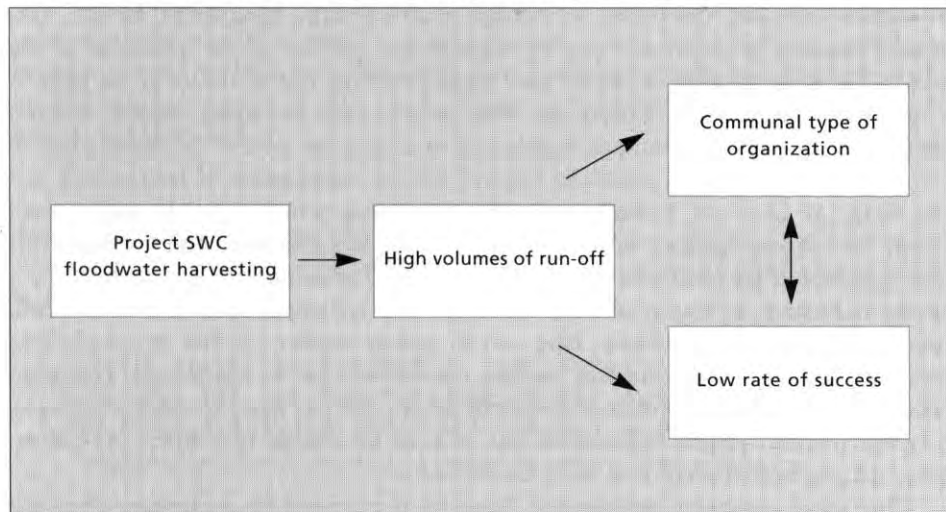 Project SWC
floodwater harvesting
High volumes of run-off
Communal type of
organization
Low rate of success